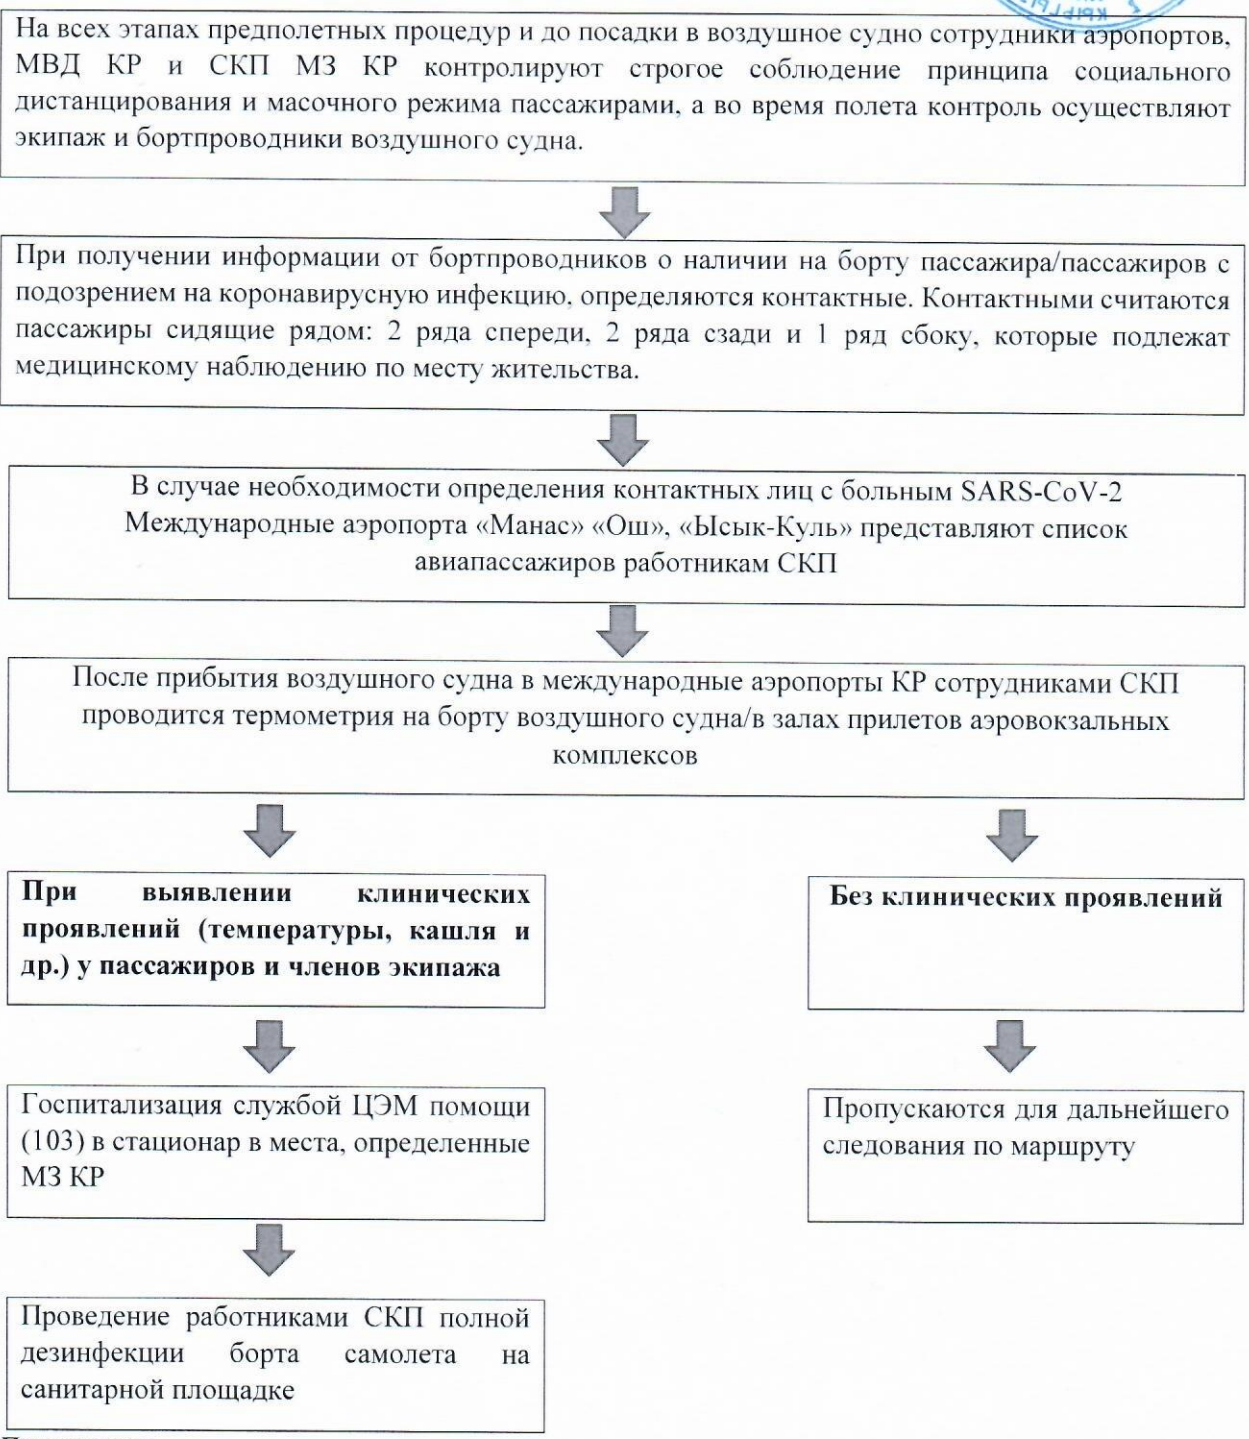 На всех этапах предполетных процедур и до посадки в воздушное судно сотрудники аэропортов,
МВД КР и СКП МЗ КР контролируют строгое соблюдение принципа социального
дистанцирования и масочного режима пассажирами, а во время полета контроль осуществляют
экипаж и бортпроводники воздушного судна.
При получении информации от бортпроводников о наличии на борту пассажира/пассажиров с
подозрением на коронавирусную инфекцию, определяются контактные. Контактными считаются
пассажиры сидящие рядом: 2 ряда спереди, 2 ряда сзади и 1 ряд сбоку, которые подлежат
медицинскому наблюдению по месту жительства.
В случае необходимости определения контактных лиц с больным SARS-CoV-2
Международные аэропорта «Манас» «Ош», «Ысык-Куль» представляют список
авиапассажиров работникам СКП
После прибытия воздушного судна в международные аэропорты КР сотрудниками СКП
проводится термометрия на борту воздушного судна/в залах прилетов аэровокзальных
комплексов
При выявлении клинических
проявлений (температуры, кашля и
др.) у пассажиров и членов экипажа
Без клинических проявлений
Госпитализация службой ЦЭМ помощи
(103) в стационар в места, определенные
МЗ КР
Пропускаются для дальнейшего
следования по маршруту
Проведение работниками СКП полной
дезинфекции борта самолета на
санитарной площадке